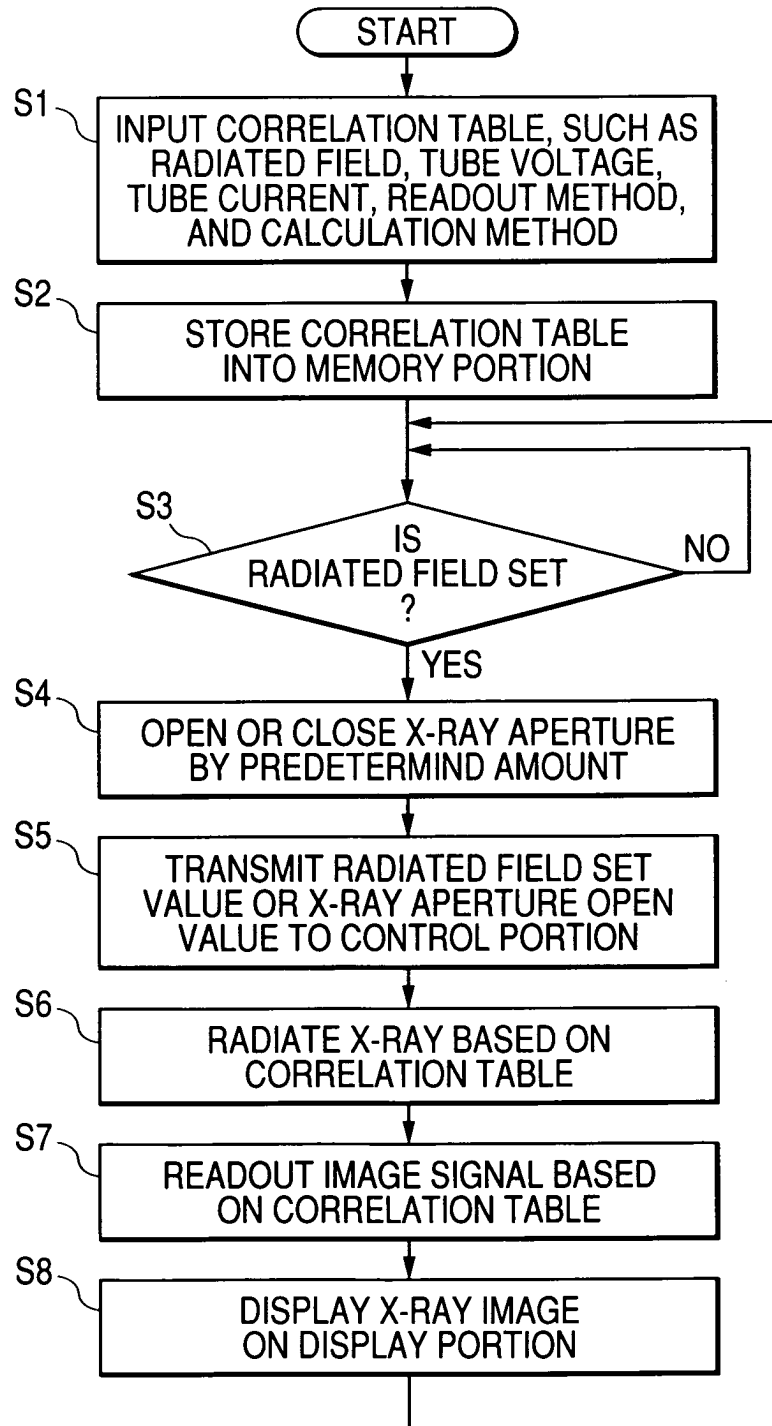 START
S1
INPUT CORRELATION TABLE, SUCH AS
RADIATED FIELD, TUBE VOLTAGE,
TUBE CURRENT, READOUT METHOD,
AND CALCULATION METHOD
S2
STORE CORRELATION TABLE
INTO MEMORY PORTION
S3
IS
RADIATED FIELD SET
?
NO
YES
S4
OPEN OR CLOSE X-RAY APERTURE
BY PREDETERMIND AMOUNT
S5
TRANSMIT RADIATED FIELD SET
VALUE OR X-RAY APERTURE OPEN
VALUE TO CONTROL PORTION
S6
RADIATE X-RAY BASED ON
CORRELATION TABLE
S7
READOUT IMAGE SIGNAL BASED
ON CORRELATION TABLE
S8
DISPLAY X-RAY IMAGE
ON DISPLAY PORTION